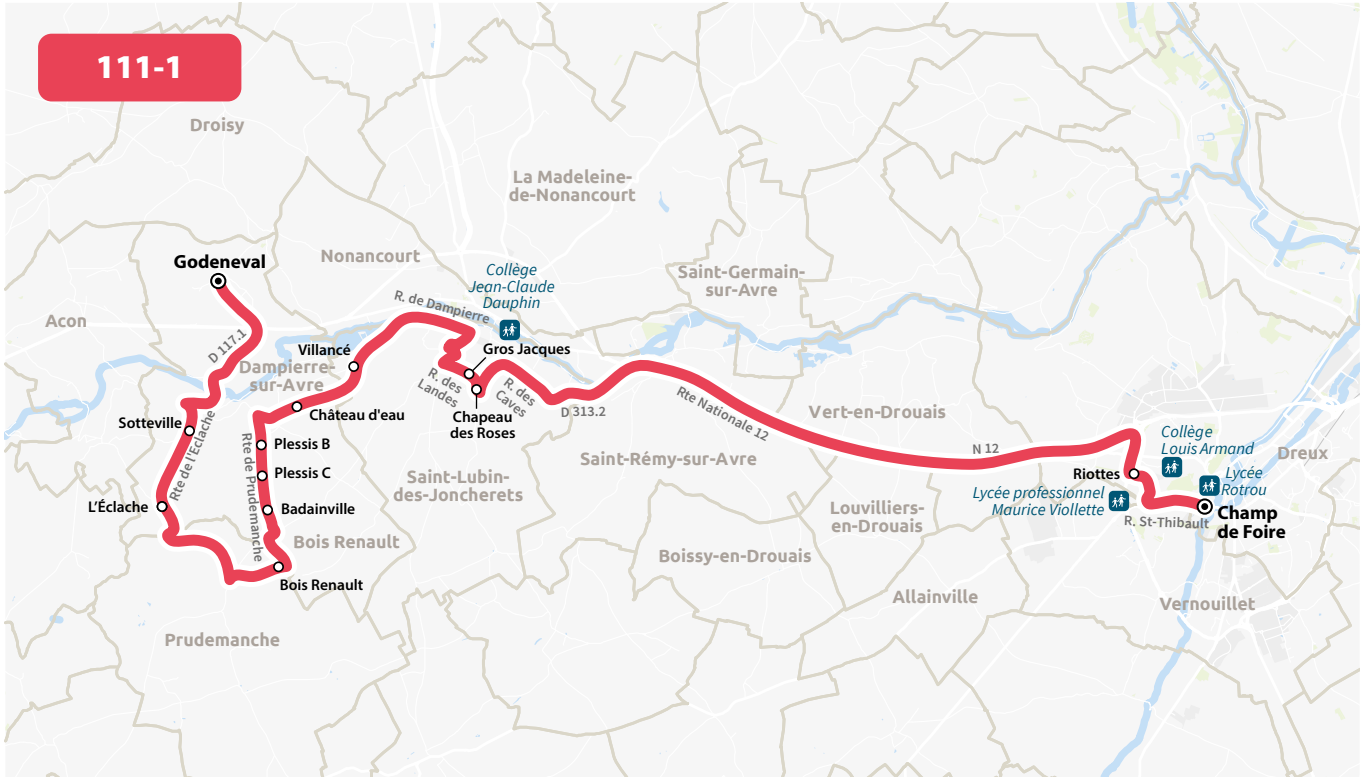 111-1
Droisy
La Madeleine-
de-Nonancourt
Nonancourt
Godeneval
Collège
Jean-Claude
Dauphin
Saint-Germain-
sur-Avre
R. de Dampierre
Acon
D 117.1
Villancé
Gros Jacques
Dampierre-
sur-Avre
R. des
Landes
R. des
Caves
D 313.2
Rte Nationale 12
Chapeau
des Roses
Château d'eau
Vert-en-Drouais
Sotteville
Rte de l'Eclache
Plessis B
Rte de Prudemanche
Plessis C
Saint-Rémy-sur-Avre
N 12
Collège
Louis Armand
Dreux
Riottes
Lycée
Rotrou
Saint-Lubin-
des-Joncherets
Lycée professionnel
Maurice Viollette
L'Éclache
Badainville
Louvilliers-
en-Drouais
R. St-Thibault
Champ
de Foire
Bois Renault
Boissy-en-Drouais
Bois Renault
Allainville
Vernouillet
Prudemanche